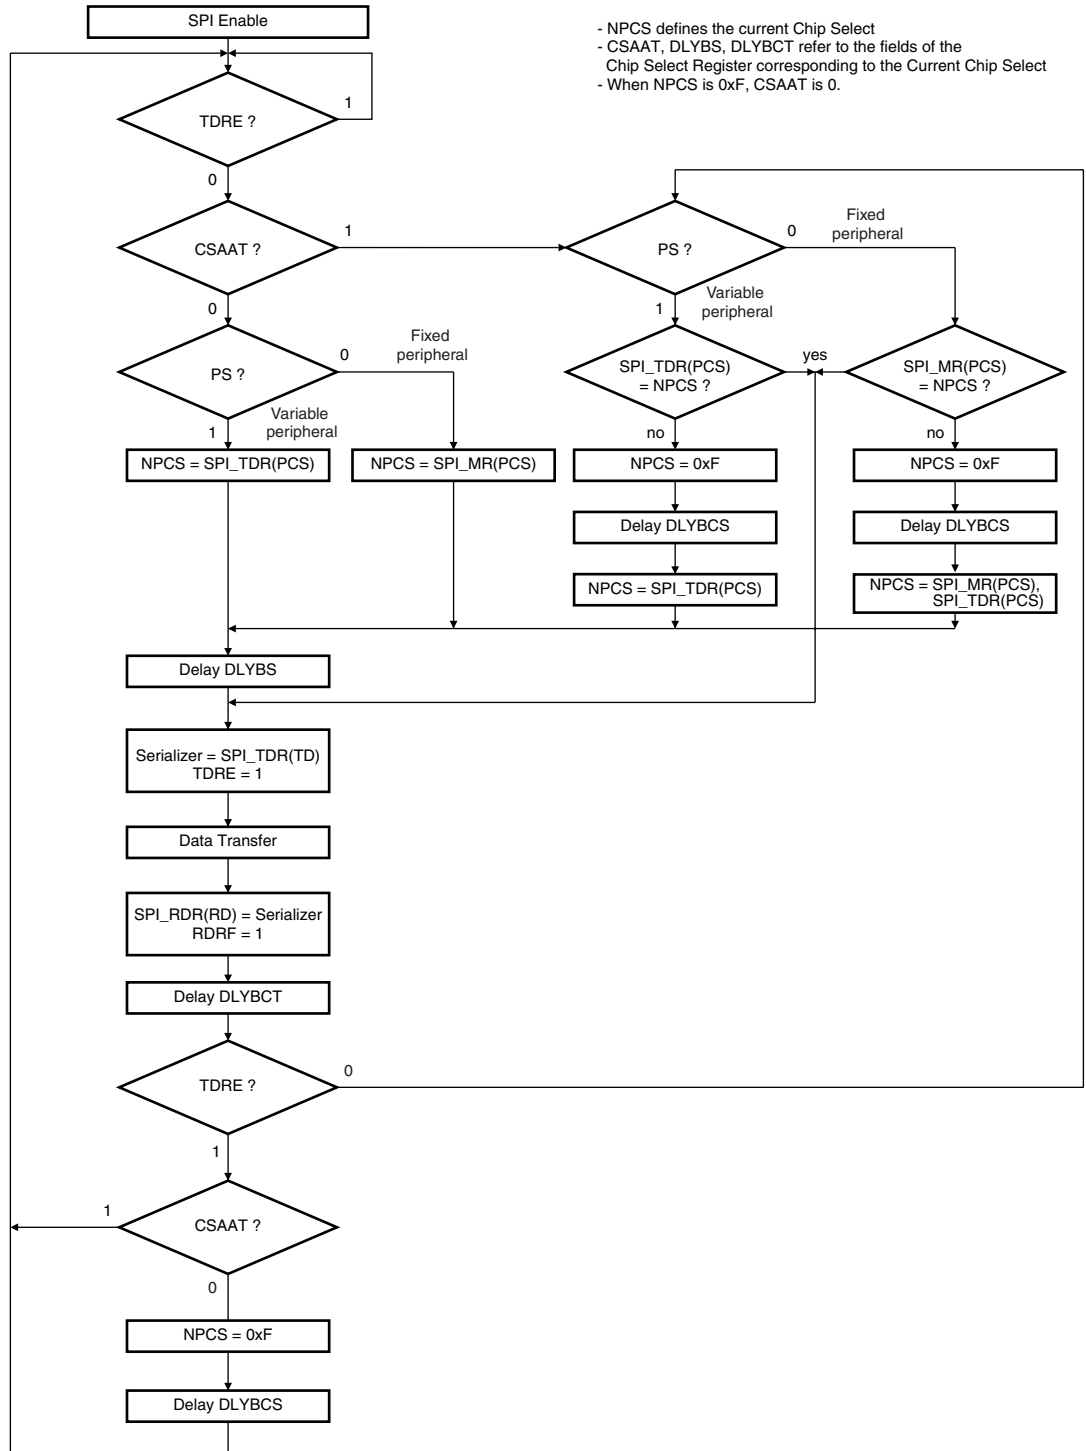 SPI Enable
- NPCS defines the current Chip Select
- CSAAT, DLYBS, DLYBCT refer to the fields of the
Chip Select Register corresponding to the Current Chip Select
- When NPCS is 0xF, CSAAT is 0.
TDRE ?
1
0
CSAAT ?
1
0
PS ?
0
Fixed
peripheral
1
Variable
peripheral
PS ?
0
Fixed
peripheral
1
Variable
peripheral
SPI_TDR(PCS)
= NPCS ?
yes
SPI_MR(PCS)
= NPCS ?
no
no
NPCS = SPI_TDR(PCS)
NPCS = SPI_MR(PCS)
NPCS = 0xF
NPCS = 0xF
Delay DLYBCS
Delay DLYBCS
NPCS = SPI_TDR(PCS)
NPCS = SPI_MR(PCS),
SPI_TDR(PCS)
Delay DLYBS
Serializer = SPI_TDR(TD)
TDRE = 1
Data Transfer
SPI_RDR(RD) = Serializer
RDRF = 1
Delay DLYBCT
TDRE ?
0
1
CSAAT ?
1
0
NPCS = 0xF
Delay DLYBCS